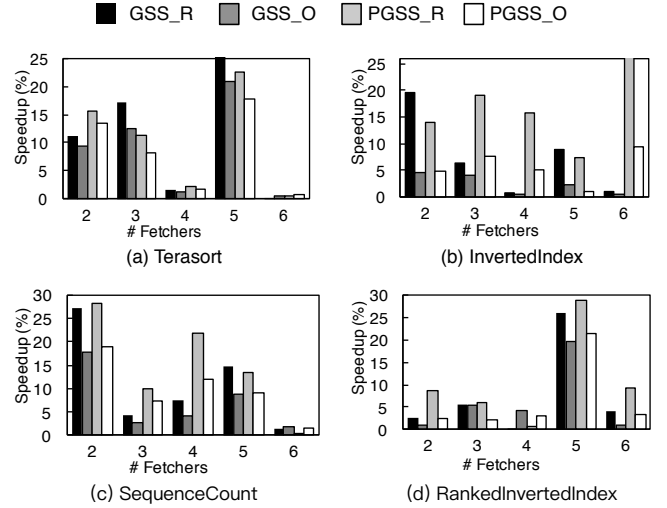 GSS_R GSS_O PGSS_R PGSS_O
Speedup (%)
25
20
15
10
5
0
2 3 4 5 6
# Fetchers
(a) Terasort
Speedup (%)
25
20
15
10
5
0
2 3 4 5 6
# Fetchers
(b) InvertedIndex
Speedup (%)
30
25
20
15
10
5
0
2 3 4 5 6
# Fetchers
(c) SequenceCount
Speedup (%)
30
25
20
15
10
5
0
2 3 4 5 6
# Fetchers
(d) RankedInvertedIndex